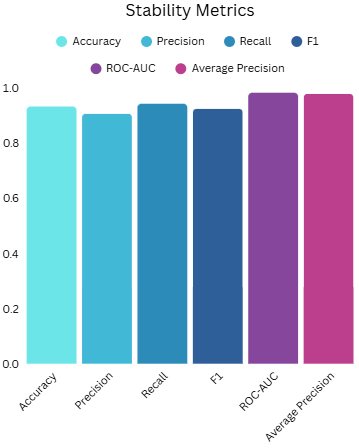 Stability Metrics
Accuracy Precision Recall F1
ROC-AUC Average Precision
1.0
0.8
0.6
0.4
0.2
0.0
Accuracy Precision Recall F1 ROC-AUC Average Precision